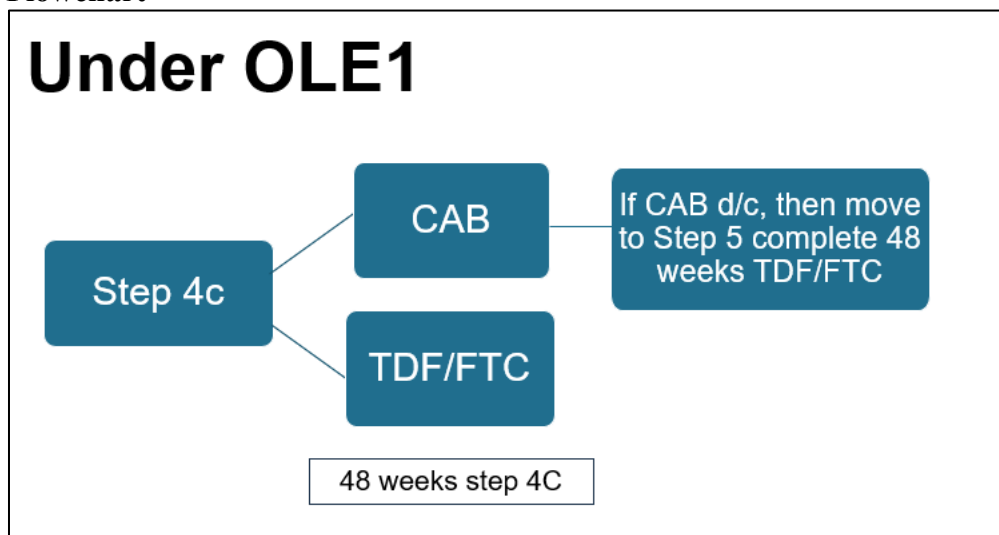 Under OLE1
CAB
If CAB d/c, then move
to Step 5 complete 48
weeks TDF/FTC
Step 4c
TDF/FTC
48 weeks step 4C